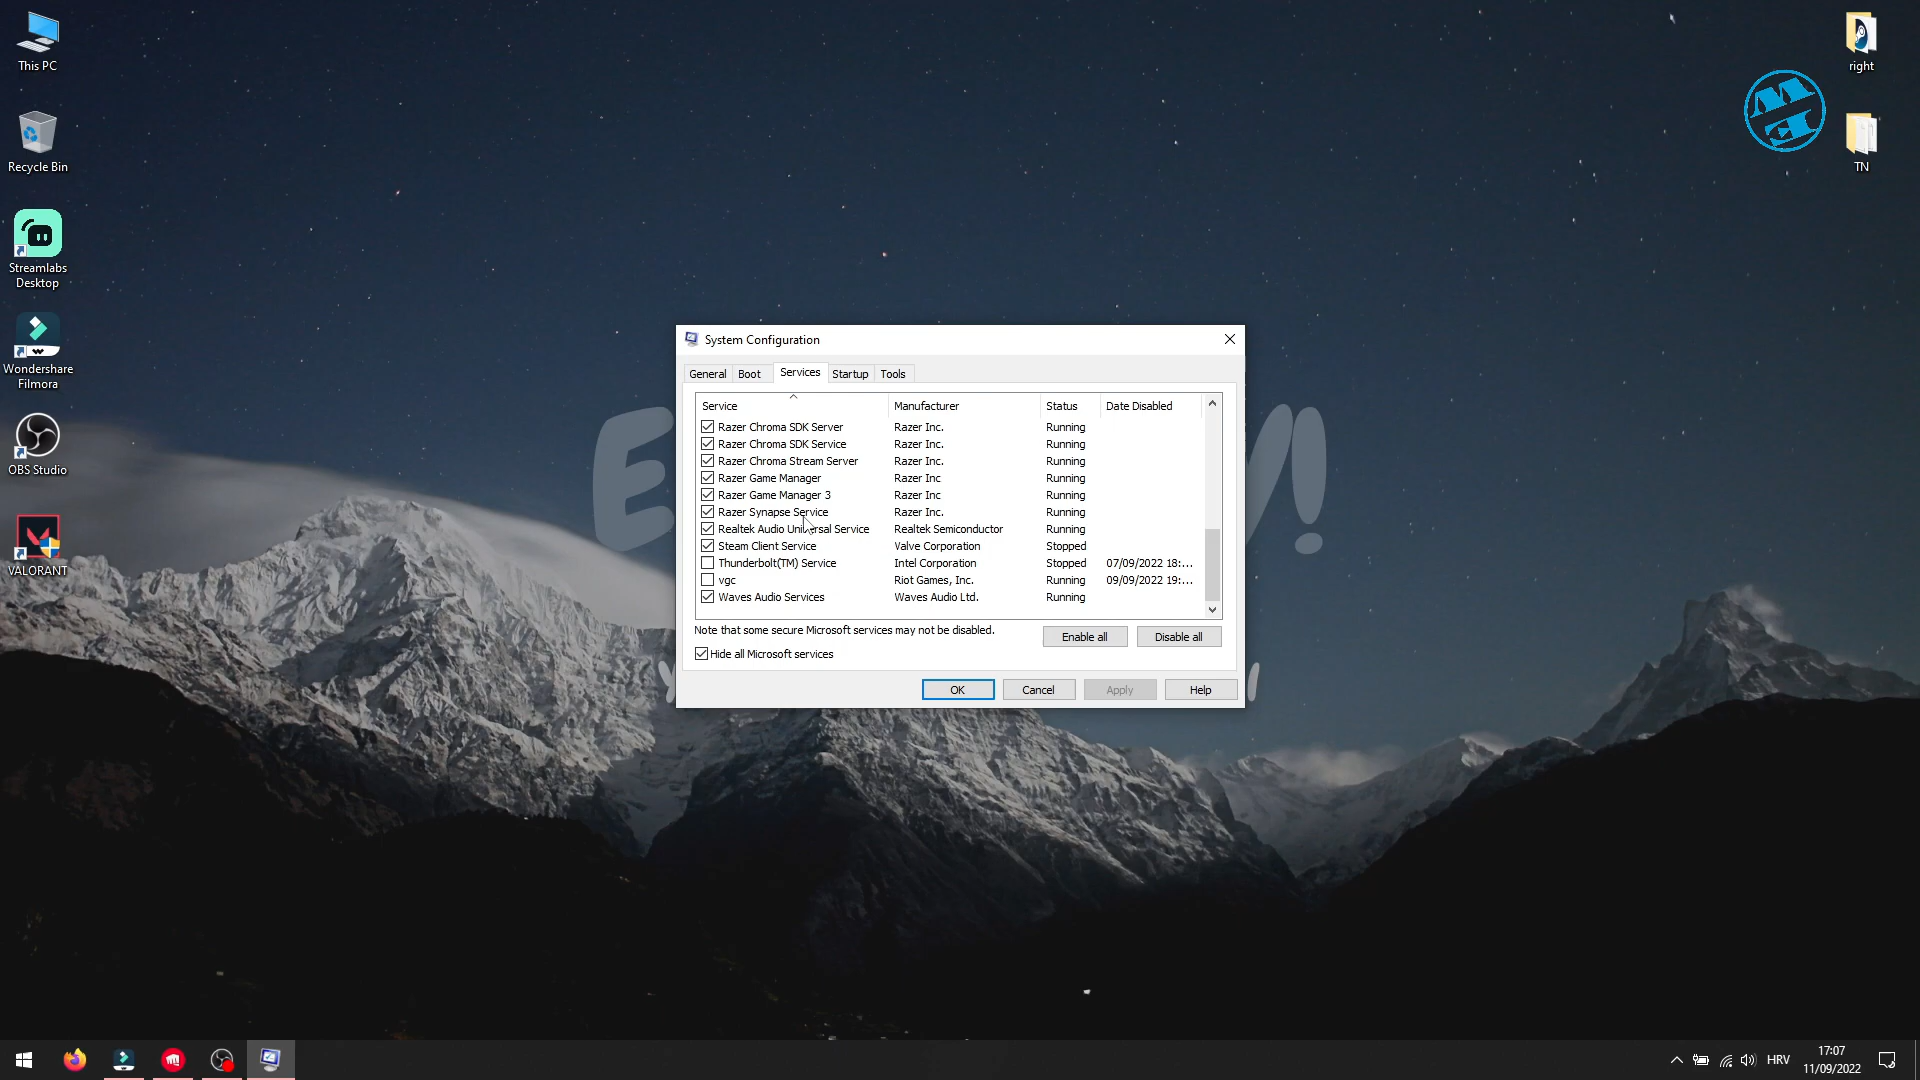 This PC
Recycle Bin
Streamlabs
Desktop
Wondershare
Filmora
OBS Studio
VALORANT
right
TN
System Configuration
General Boot Services Startup Tools
Service Manufacturer Status Date Disabled
Razer Chroma SDK Server Razer Inc. Running
Razer Chroma SDK Service Razer Inc. Running
Razer Chroma Stream Server Razer Inc. Running
Razer Game Manager Razer Inc Running
Razer Game Manager 3 Razer Inc Running
Razer Synapse Service Razer Inc. Running
Realtek Audio Universal Service Realtek Semiconductor Running
Steam Client Service Valve Corporation Stopped
Thunderbolt(TM) Service Intel Corporation Stopped 07/09/2022 18:...
vgc Riot Games, Inc. Running 09/09/2022 19:...
Waves Audio Services Waves Audio Ltd. Running
Note that some secure Microsoft services may not be disabled.
Enable all Disable all
Hide all Microsoft services
OK Cancel Apply Help
HRV
17:07
11/09/2022